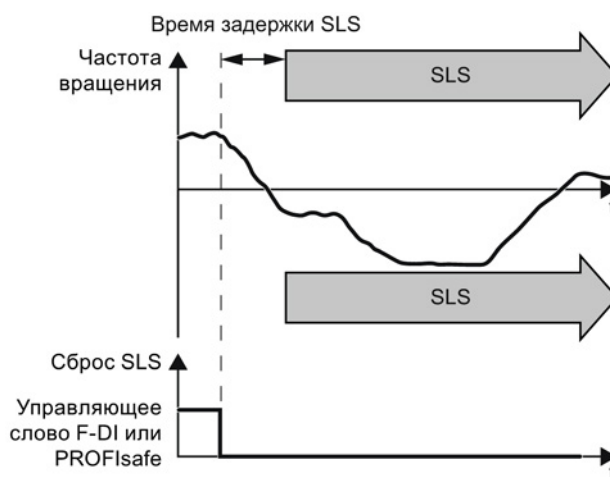 Время задержки SLS
Частота
вращения
SLS
SLS
Сброс SLS
Управляющее
слово F-DI или
PROFIsafe